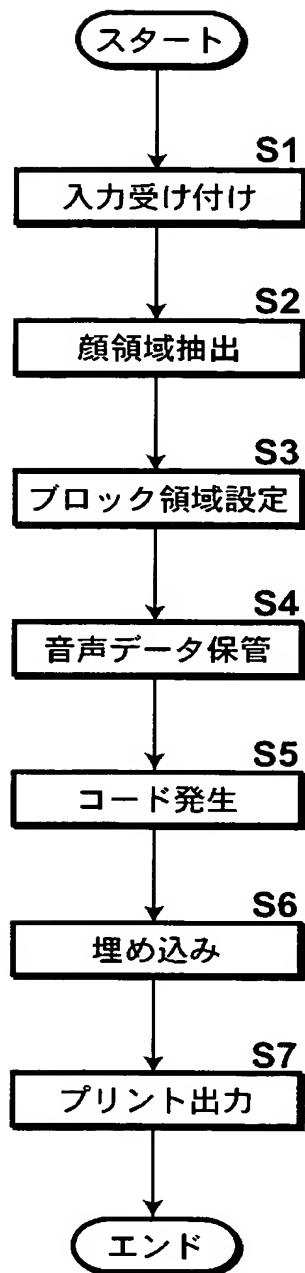 スタート
S1
入力受け付け
S2
顔領域抽出
S3
ブロック領域設定
S4
音声データ保管
S5
コード発生
S6
埋め込み
S7
プリント出力
エンド